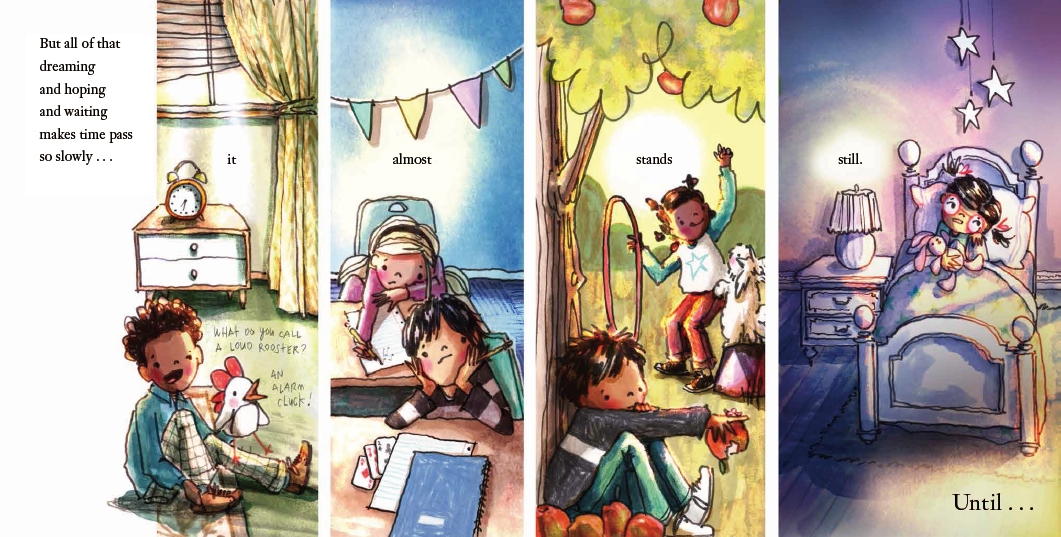 But all of that
dreaming
and hoping
and waiting
makes time pass
so slowly . . .
it
WHAT DO YOU CALL
A LOUD ROOSTER?
AN
ALARM
CLUCK!
almost
stands
still.
Until . . .